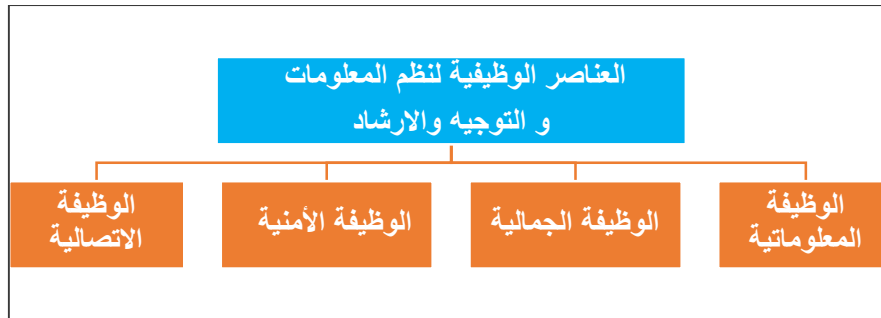 العناصر الوظيفية لنظم المعلومات
و التوجيه والارشاد
الوظيفة
المعلوماتية
الوظيفة الجمالية
الوظيفة الأمنية
الوظيفة
الاتصالية